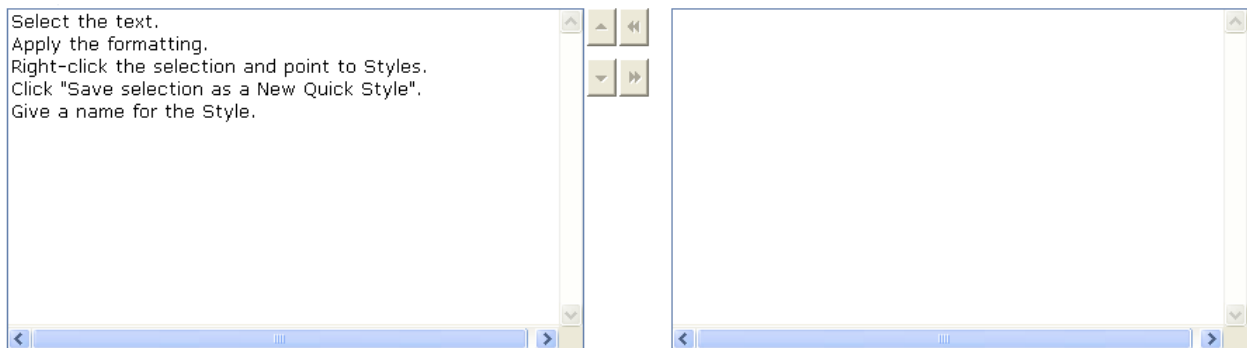 Select the text.
Apply the formatting.
Right-click the selection and point to Styles.
Click "Save selection as a New Quick Style".
Give a name for the Style.